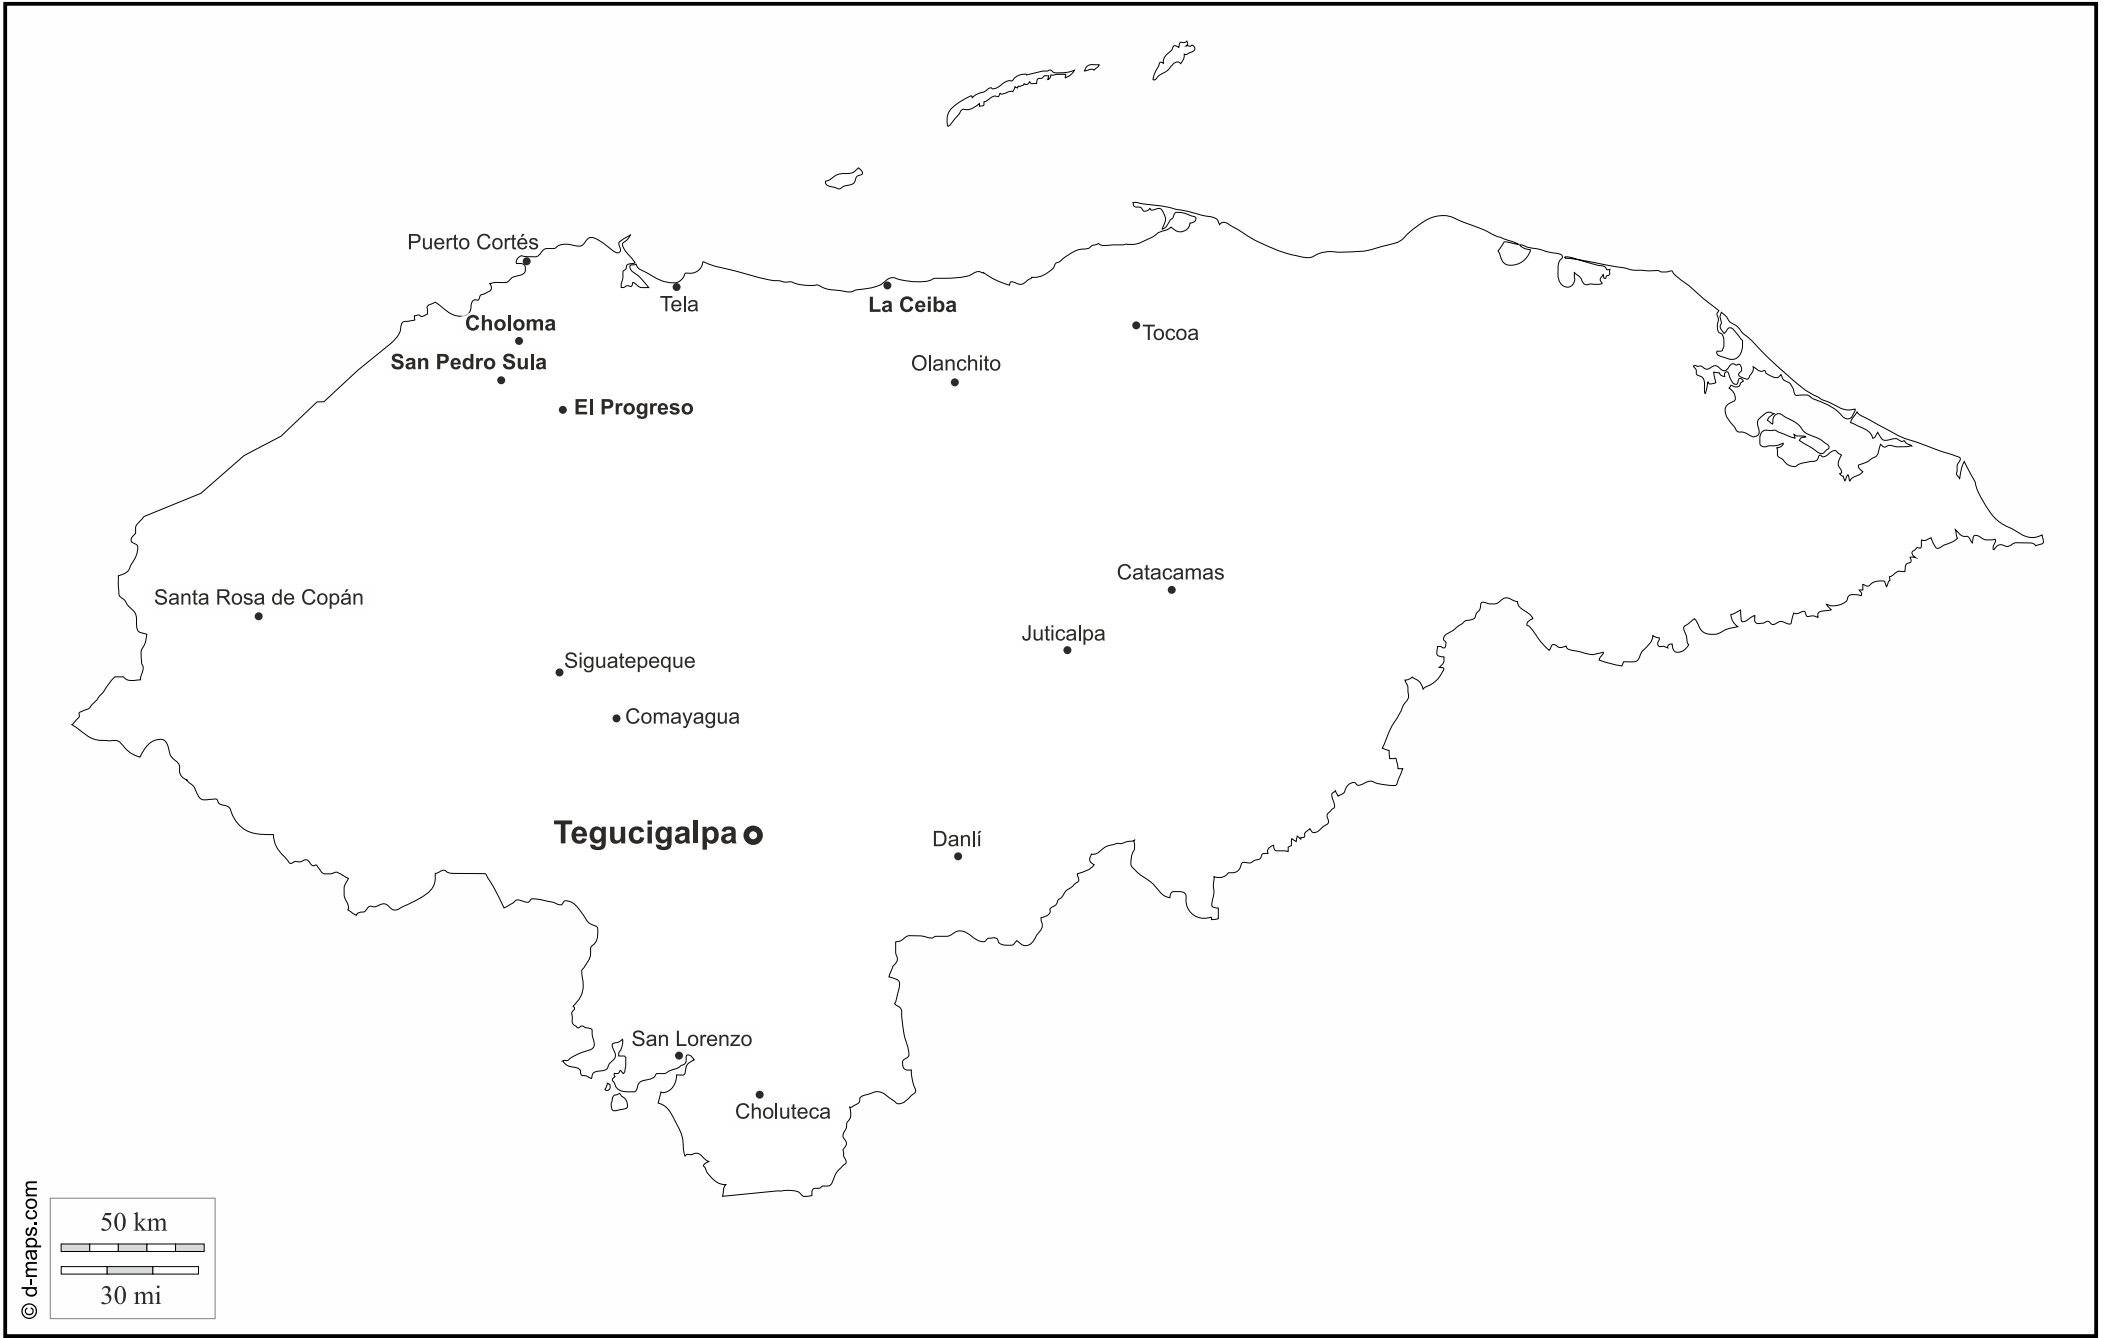 Puerto Cortés
Tela
La Ceiba
Choloma
Tocoa
San Pedro Sula
Olanchito
El Progreso
Catacamas
Santa Rosa de Copán
Juticalpa
Siguatepeque
Comayagua
Tegucigalpa
Danlí
San Lorenzo
Choluteca
© d-maps.com
50 km
30 mi